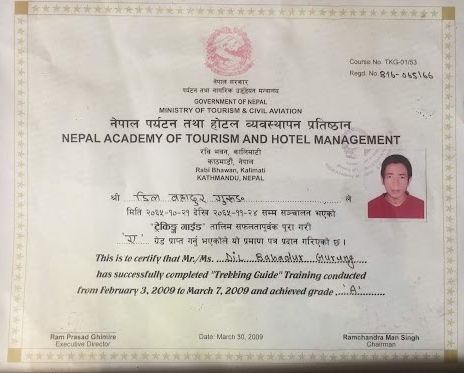 Course No. TKG-01/53
Regd. No. 816-065/66
नेपाल सरकार
पर्यटन तथा नागरिक उड्डयन मन्त्रालय
GOVERNMENT OF NEPAL
MINISTRY OF TOURISM & CIVIL AVIATION
नेपाल पर्यटन तथा होटल व्यवस्थापन प्रतिष्ठान
NEPAL ACADEMY OF TOURISM AND HOTEL MANAGEMENT
रवि भवन, कालिमाटी
काठमाण्डौ, नेपाल
Rabi Bhawan, Kalimati
KATHMANDU, NEPAL
श्री डिल बहादुर गुरुङ ले
मिति २०६५-१०-२१ देखि २०६५-११-२४ सम्म सञ्चालन भएको
"ट्रेकिङ्ग गाईड" तालिम सफलतापूर्वक पूरा गरी
ग्रेड प्राप्त गर्नु भएकोले यो प्रमाण पत्र प्रदान गरिएको छ।
This is to certify that Mr./Ms. Dil Bahadur Gurung
has successfully completed "Trekking Guide" Training conducted
from February 3, 2009 to March 7, 2009 and achieved grade 'A'
Ram Prasad Ghimire
Executive Director
Date: March 30, 2009
Ramchandra Man Singh
Chairman